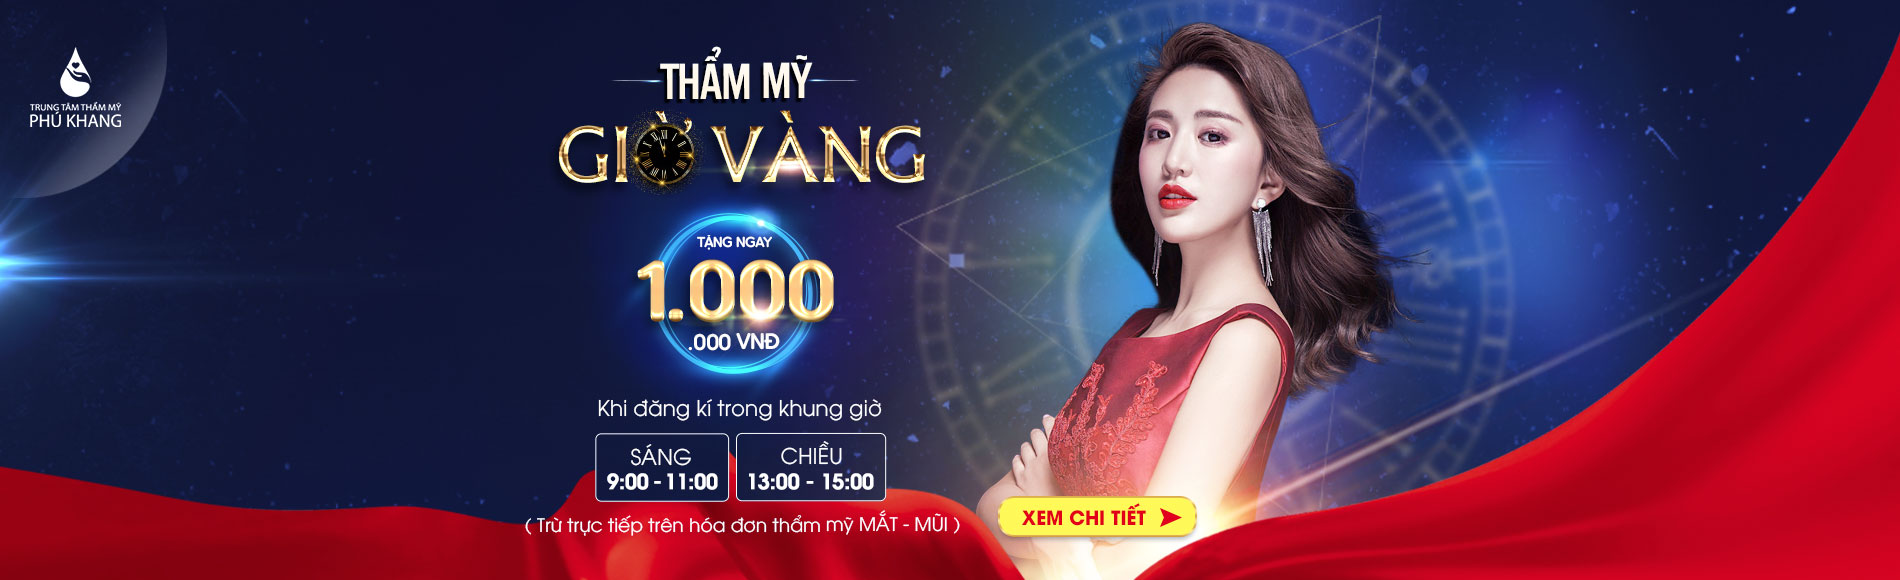 TRUNG TÂM THẨM MỸ
PHÚ KHANG
THẨM MỸ
GIỜ VÀNG
TẶNG NGAY
1.000
.000 VNĐ
Khi đăng kí trong khung giờ
SÁNG
9:00 - 11:00
CHIỀU
13:00 - 15:00
( Trừ trực tiếp trên hóa đơn thẩm mỹ MẮT - MŨI )
XEM CHI TIẾT